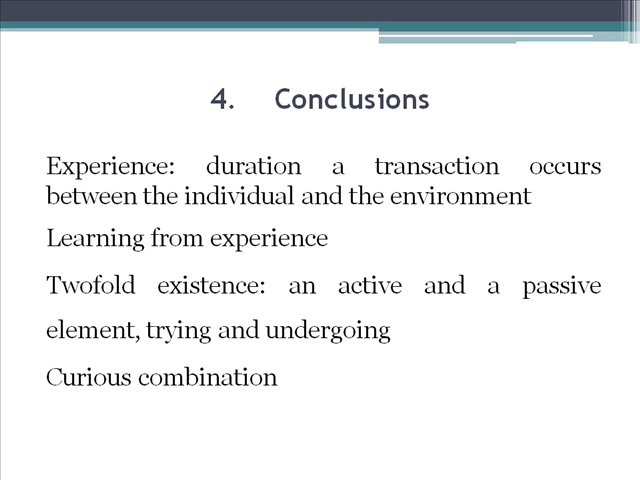 4. Conclusions
Experience: duration a transaction occurs
between the individual and the environment
Learning from experience
Twofold existence: an active and a passive
element, trying and undergoing
Curious combination